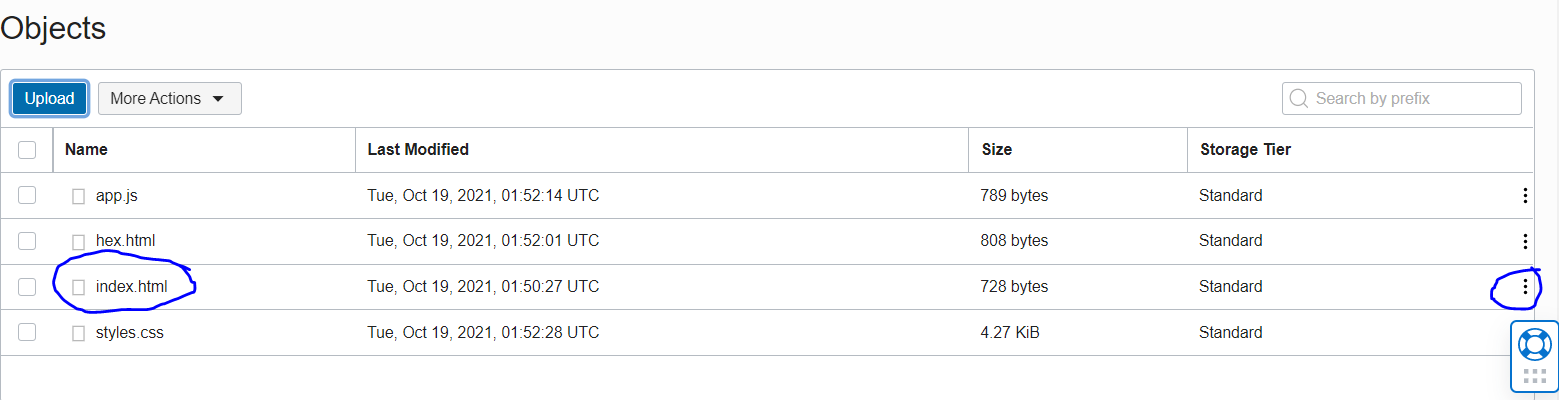 Objects
Upload More Actions Search by prefix
Name Last Modified Size Storage Tier
app.js Tue, Oct 19, 2021, 01:52:14 UTC 789 bytes Standard
hex.html Tue, Oct 19, 2021, 01:52:01 UTC 808 bytes Standard
index.html Tue, Oct 19, 2021, 01:50:27 UTC 728 bytes Standard
styles.css Tue, Oct 19, 2021, 01:52:28 UTC 4.27 KiB Standard